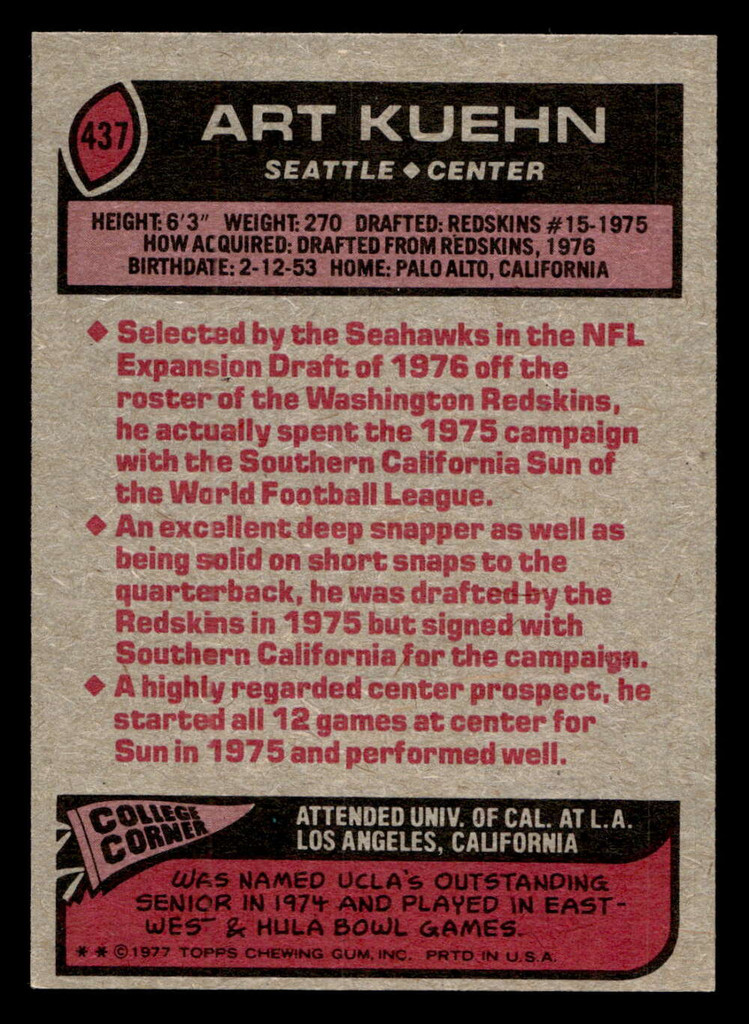 437
ART KUEHN
SEATTLE ◆ CENTER
HEIGHT: 6'3" WEIGHT: 270 DRAFTED: REDSKINS #15-1975
HOW ACQUIRED: DRAFTED FROM REDSKINS, 1976
BIRTHDATE: 2-12-53 HOME: PALO ALTO, CALIFORNIA
◆ Selected by the Seahawks in the NFL
Expansion Draft of 1976 off the
roster of the Washington Redskins,
he actually spent the 1975 campaign
with the Southern California Sun of
the World Football League.
◆ An excellent deep snapper as well as
being solid on short snaps to the
quarterback, he was drafted by the
Redskins in 1975 but signed with
Southern California for the campaign.
◆ A highly regarded center prospect, he
started all 12 games at center for
Sun in 1975 and performed well.
COLLEGE
CORNER
ATTENDED UNIV. OF CAL. AT L.A.
LOS ANGELES, CALIFORNIA
WAS NAMED UCLA'S OUTSTANDING
SENIOR IN 1974 AND PLAYED IN EAST-
WEST & HULA BOWL GAMES.
* * © 1977 TOPPS CHEWING GUM, INC. PRTD IN U.S.A.